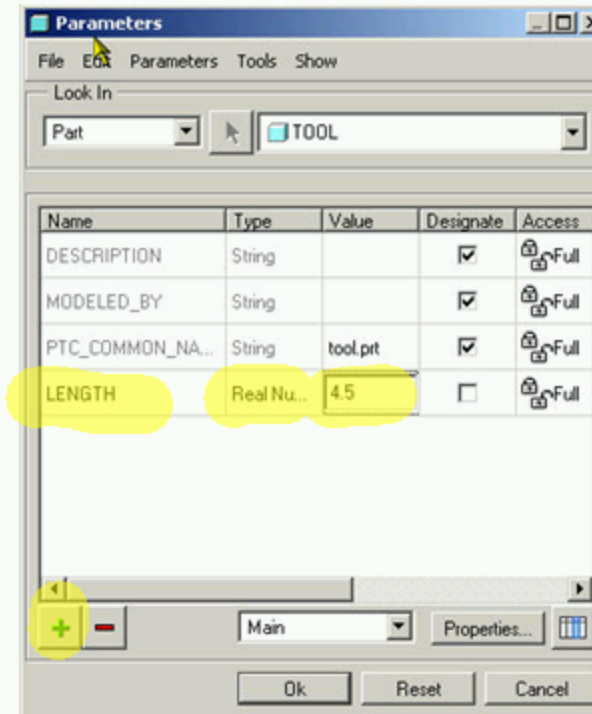 Parameters
File Edit Parameters Tools Show
Look In
Part TOOL
Name Type Value Designate Access
DESCRIPTION String Full
MODELED_BY String Full
PTC_COMMON_NA... String tool.prt Full
LENGTH Real Nu... 4.5 Full
Main Properties...
Ok Reset Cancel